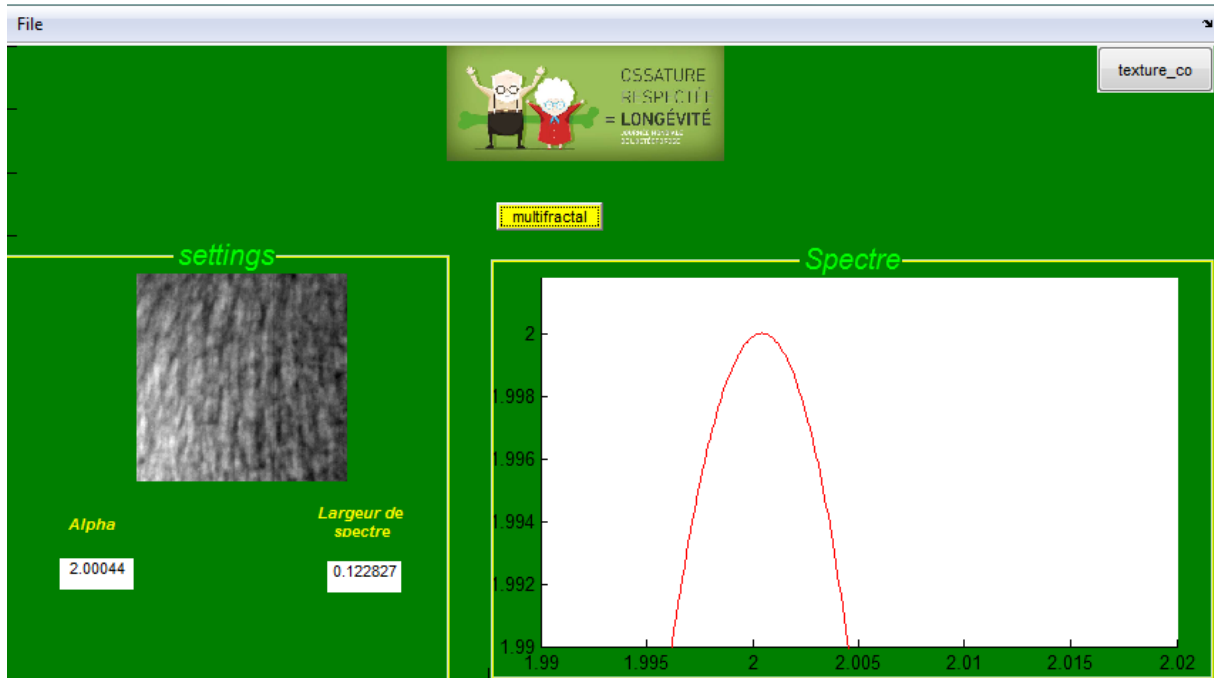 File
OSSATURE
RESPECTÉE
= LONGÉVITÉ
JOURNÉE MONDIALE
texture_co
multifractal
settings
Spectre
Alpha
Largeur de
spectre
2.00044
0.122827
2
1.998
1.996
1.994
1.992
1.99
1.99 1.995 2 2.005 2.01 2.015 2.02